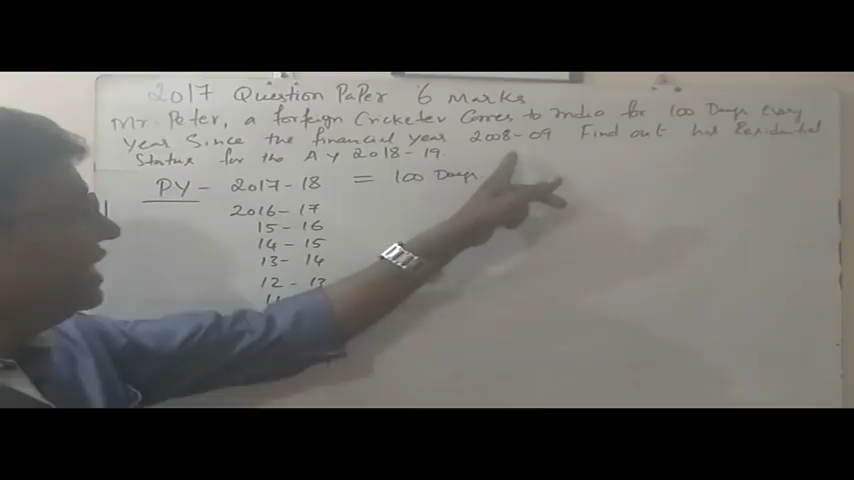 2017 Question Paper 6 Marks
Mr. Peter, a forfeign Cricketer Comes to India for 100 Days every
year Since the financial year 2008-09 Find out his Residential
Status for the A Y 2018-19.
PY - 2017-18 = 100 Days
2016-17
15-16
14-15
13-14
12-13